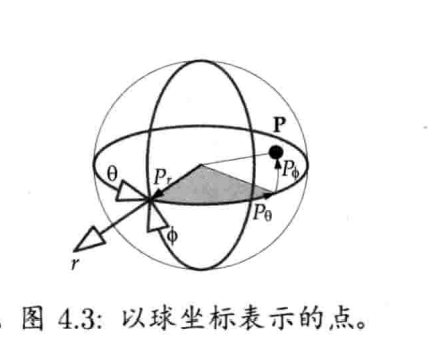 P
θ
P_r
P_ϕ
P_θ
ϕ
r
图 4.3: 以球坐标表示的点。